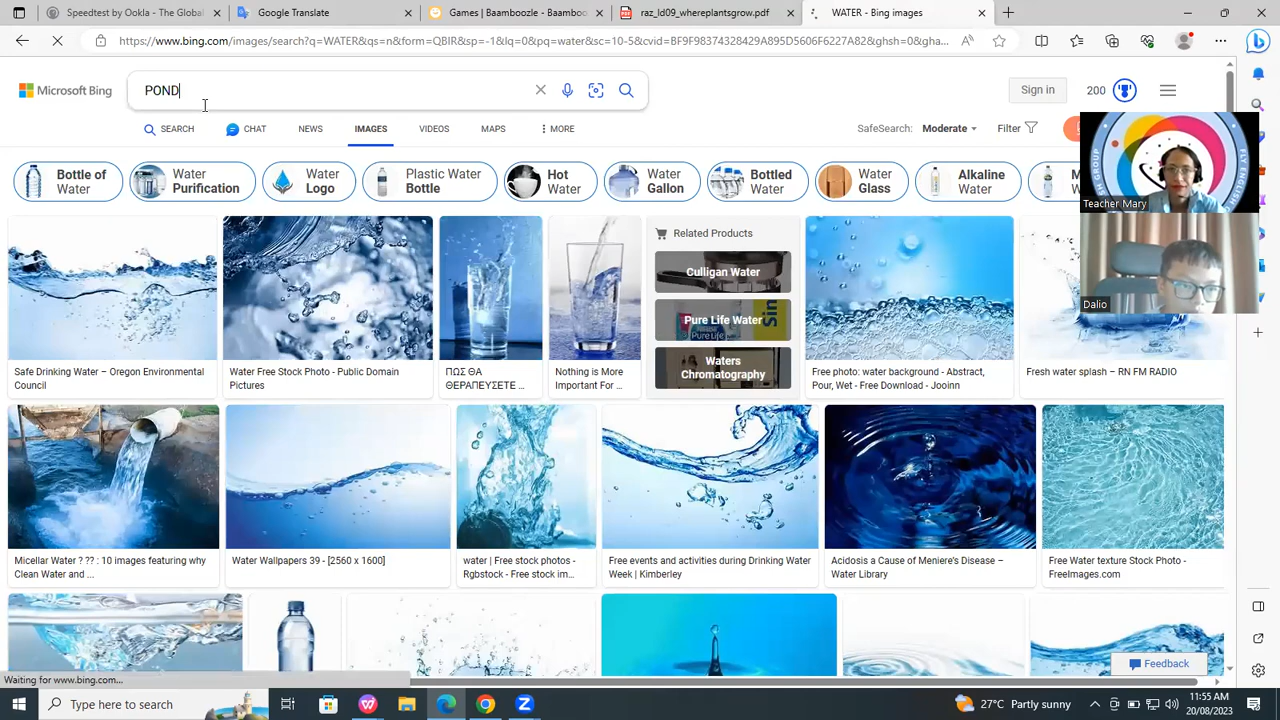 Speedtest by Ookla - The Global
Google Translate
Games | Baamboozle - Baamboo
raz_ld09_whereplantsgrow.pdf
WATER - Bing images
https://www.bing.com/images/search?q=WATER&qs=n&form=QBIR&sp=-1&lq=0&pq=water&sc=10-5&cvid=BF9F98374328429A895D5606F6227A82&ghsh=0&gha...
Microsoft Bing
POND
Sign in
200
SEARCH
CHAT
NEWS
IMAGES
VIDEOS
MAPS
MORE
SafeSearch: Moderate
Filter
Bottle of
Water
Water
Purification
Water
Logo
Plastic Water
Bottle
Hot
Water
Water
Gallon
Bottled
Water
Water
Glass
Alkaline
Water
SH GROUP
FLY ENGLISH
Teacher Mary
Dalio
Related Products
Culligan Water
Pure Life Water
Waters
Chromatography
Safe Drinking Water – Oregon Environmental
Council
Water Free Stock Photo - Public Domain
Pictures
ΠΩΣ ΘΑ
ΘΕΡΑΠΕΥΣΕΤΕ ...
Nothing is More
Important For ...
Free photo: water background - Abstract,
Pour, Wet - Free Download - Jooinn
Fresh water splash – RN FM RADIO
Micellar Water ? ?? : 10 images featuring why
Clean Water and ...
Water Wallpapers 39 - [2560 x 1600]
water | Free stock photos -
Rgbstock - Free stock im...
Free events and activities during Drinking Water
Week | Kimberley
Acidosis a Cause of Meniere's Disease –
Water Library
Free Water texture Stock Photo -
FreeImages.com
Feedback
Waiting for www.bing.com...
Type here to search
27°C Partly sunny
11:55 AM
20/08/2023